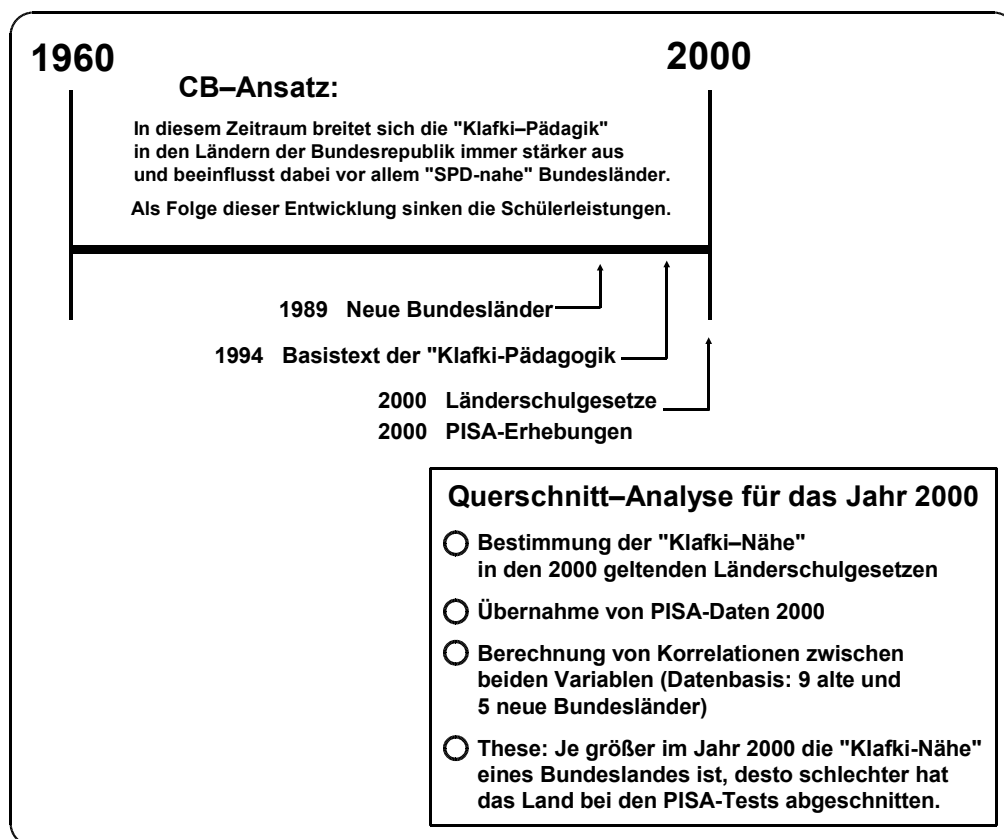 1960
2000
CB–Ansatz:
In diesem Zeitraum breitet sich die "Klafki–Pädagik"
in den Ländern der Bundesrepublik immer stärker aus
und beeinflusst dabei vor allem "SPD-nahe" Bundesländer.
Als Folge dieser Entwicklung sinken die Schülerleistungen.
1989 Neue Bundesländer
1994 Basistext der "Klafki-Pädagogik
2000 Länderschulgesetze
2000 PISA-Erhebungen
Querschnitt–Analyse für das Jahr 2000
Bestimmung der "Klafki–Nähe"
in den 2000 geltenden Länderschulgesetzen
Übernahme von PISA-Daten 2000
Berechnung von Korrelationen zwischen
beiden Variablen (Datenbasis: 9 alte und
5 neue Bundesländer)
These: Je größer im Jahr 2000 die "Klafki-Nähe"
eines Bundeslandes ist, desto schlechter hat
das Land bei den PISA-Tests abgeschnitten.